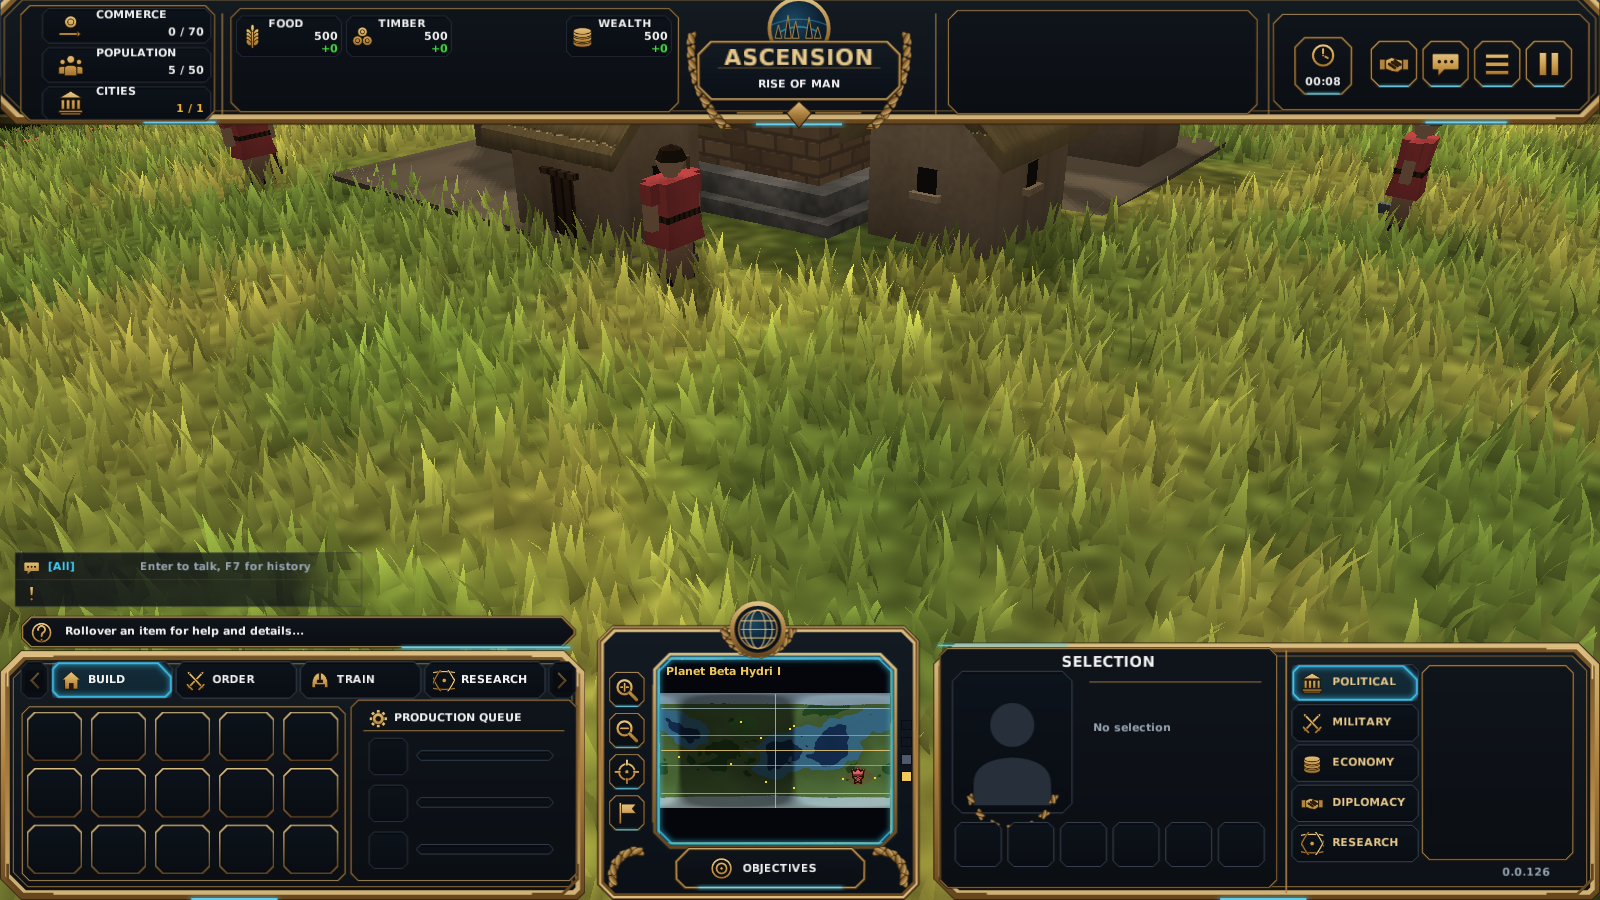 COMMERCE
0 / 70
POPULATION
5 / 50
CITIES
1 / 1
FOOD
500
+0
TIMBER
500
+0
WEALTH
500
+0
ASCENSION
RISE OF MAN
00:08
[All] Enter to talk, F7 for history
!
Rollover an item for help and details...
BUILD
ORDER
TRAIN
RESEARCH
PRODUCTION QUEUE
Planet Beta Hydri I
OBJECTIVES
SELECTION
No selection
POLITICAL
MILITARY
ECONOMY
DIPLOMACY
RESEARCH
0.0.126